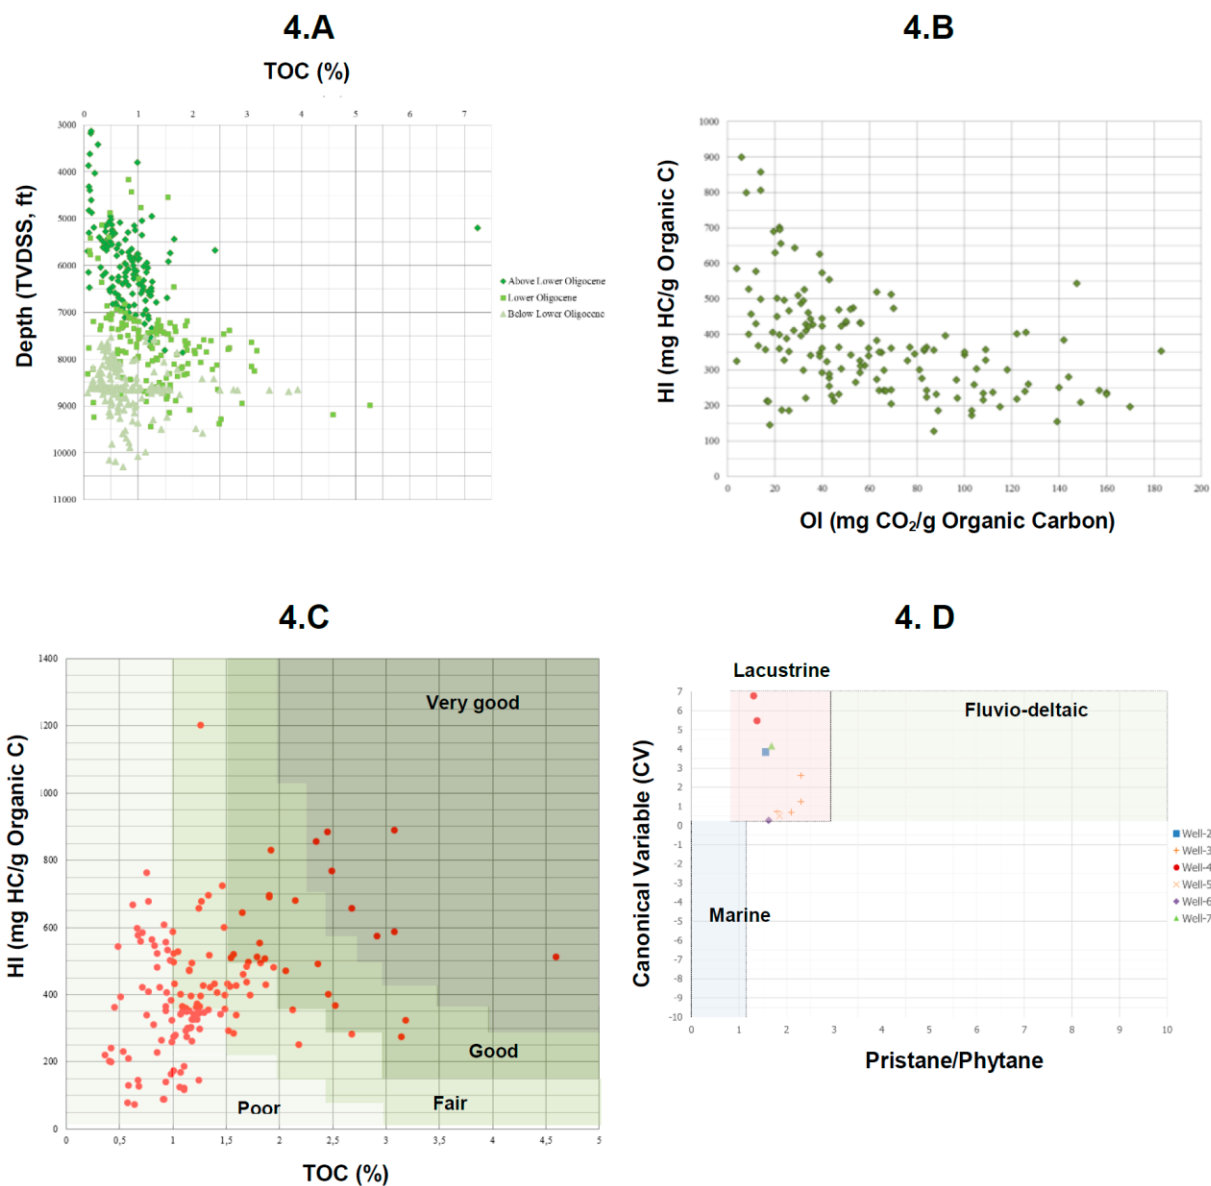 4.A
TOC (%)
0 1 2 3 4 5 6 7
3000
4000
5000
6000
7000
8000
9000
10000
11000
Depth (TVDSS, ft)
Above Lower Oligocene
Lower Oligocene
Below Lower Oligocene
4.B
1000
900
800
700
600
500
400
300
200
100
0
HI (mg HC/g Organic C)
0 20 40 60 80 100 120 140 160 180 200
OI (mg CO₂/g Organic Carbon)
4.C
1400
1200
1000
800
600
400
200
0
HI (mg HC/g Organic C)
Very good
Good
Fair
Poor
0 0,5 1 1,5 2 2,5 3 3,5 4 4,5 5
TOC (%)
4. D
Lacustrine
Fluvio-deltaic
Marine
7
6
5
4
3
2
1
0
-1
-2
-3
-4
-5
-6
-7
-8
-9
-10
Canonical Variable (CV)
0 1 2 3 4 5 6 7 8 9 10
Pristane/Phytane
Well-2
Well-3
Well-4
Well-5
Well-6
Well-7